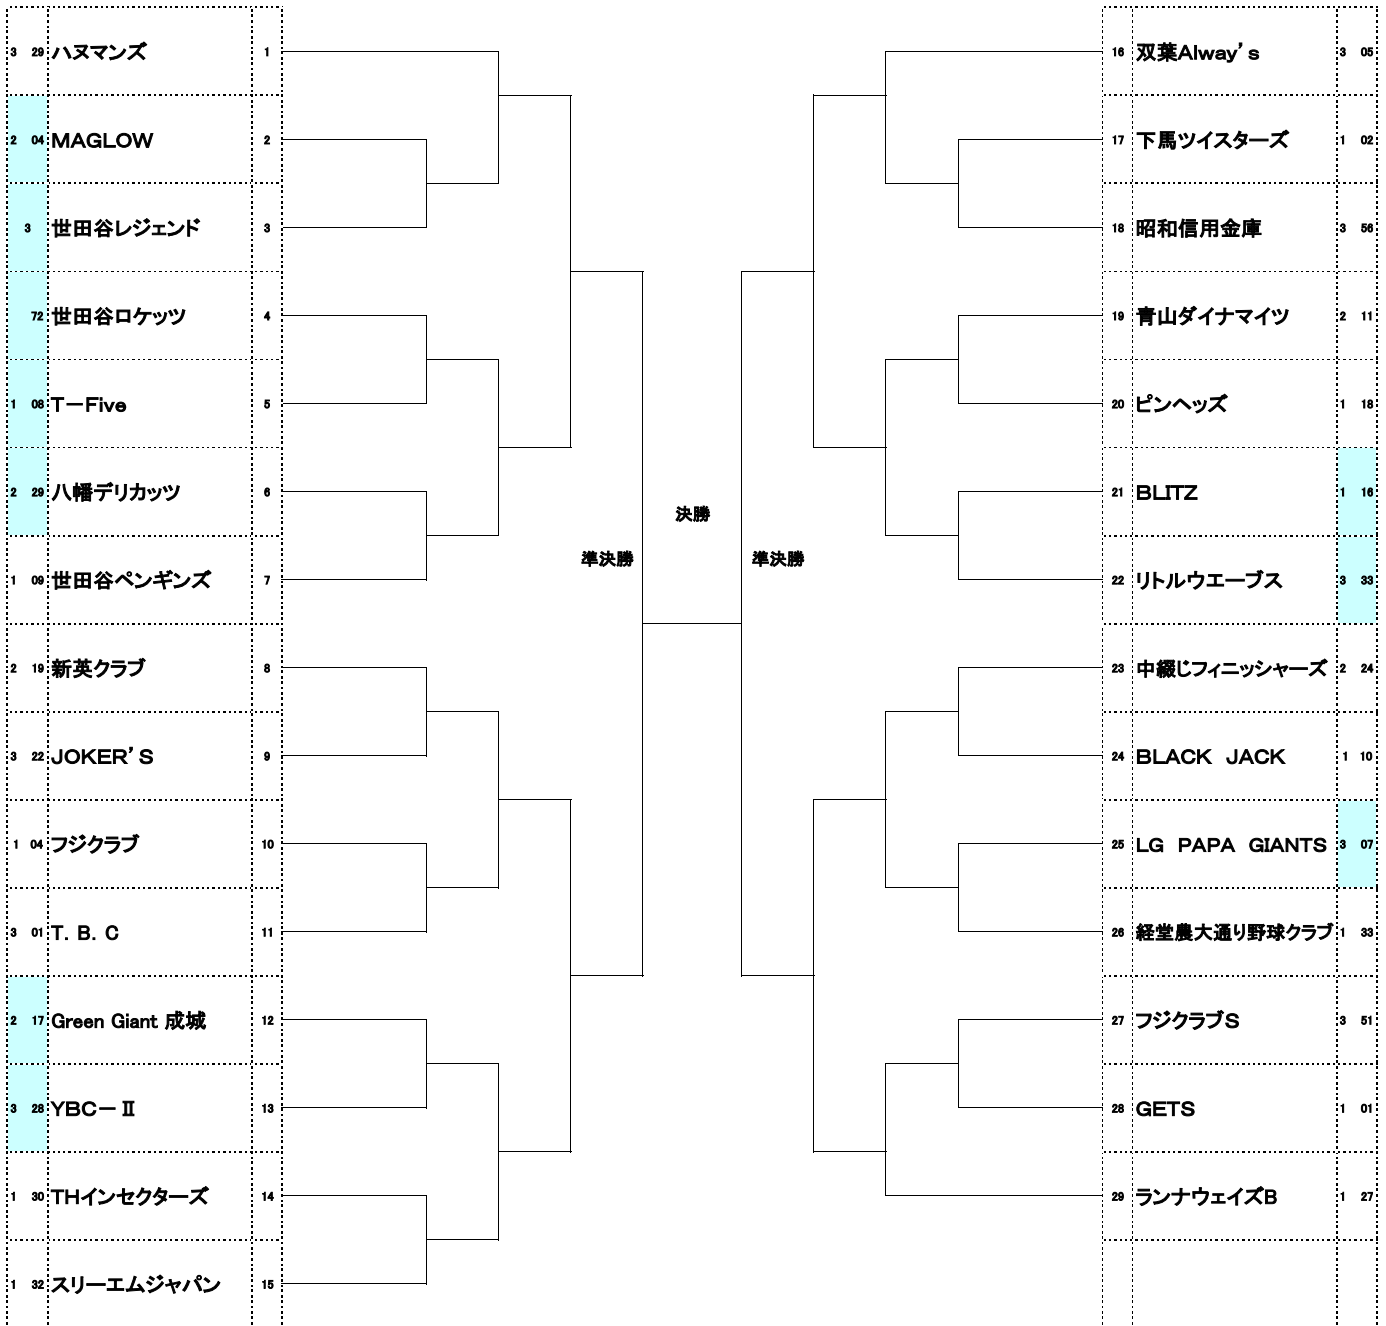 3 29 ハヌマンズ 1
2 04 MAGLOW 2
3 世田谷レジェンド 3
72 世田谷ロケッツ 4
1 08 T－Five 5
2 29 八幡デリカッツ 6
1 09 世田谷ペンギンズ 7
2 19 新英クラブ 8
3 22 JOKER'S 9
1 04 フジクラブ 10
3 01 T．B．C 11
2 17 Green Giant 成城 12
3 28 YBC－Ⅱ 13
1 30 THインセクターズ 14
1 32 スリーエムジャパン 15
決勝
準決勝 準決勝
16 双葉Alway's 3 05
17 下馬ツイスターズ 1 02
18 昭和信用金庫 3 56
19 青山ダイナマイツ 2 11
20 ピンヘッズ 1 18
21 BLITZ 1 16
22 リトルウエーブス 3 33
23 中綴じフィニッシャーズ 2 24
24 BLACK　JACK 1 10
25 LG　PAPA　GIANTS 3 07
26 経堂農大通り野球クラブ 1 33
27 フジクラブS 3 51
28 GETS 1 01
29 ランナウェイズB 1 27